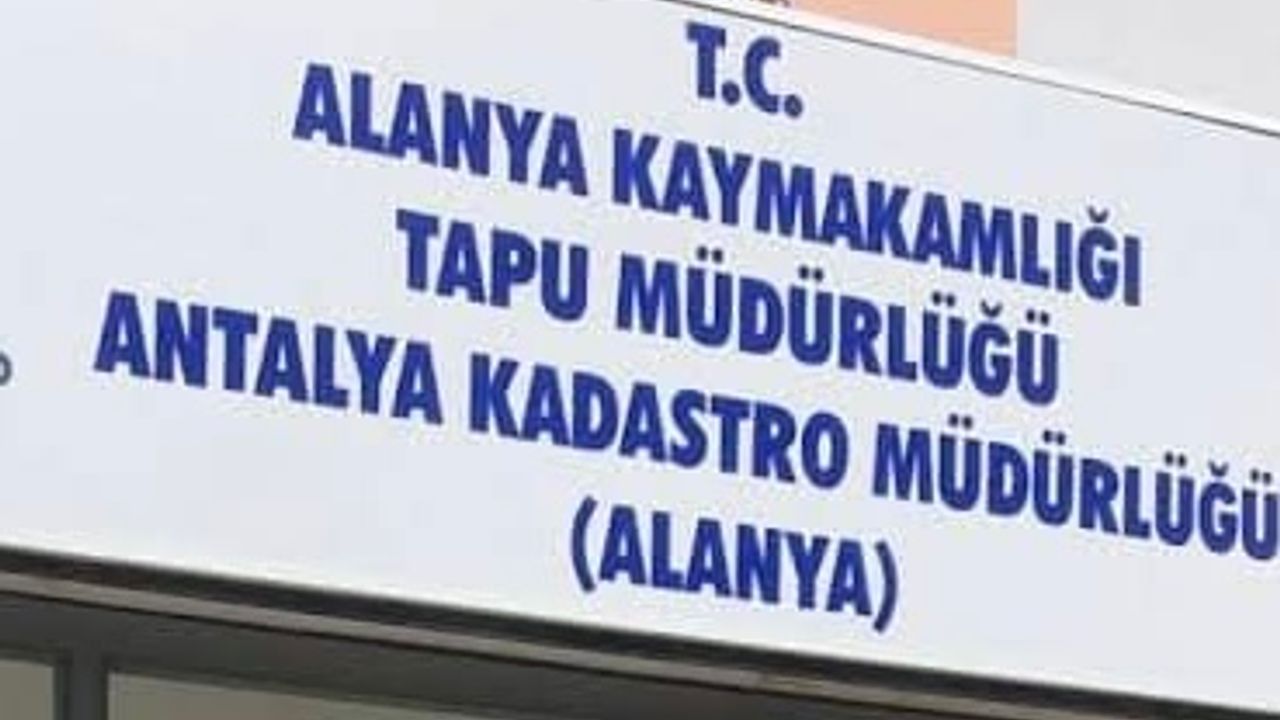 T.C.
ALANYA KAYMAKAMLIĞI
TAPU MÜDÜRLÜĞÜ
ANTALYA KADASTRO MÜDÜRLÜĞÜ
(ALANYA)